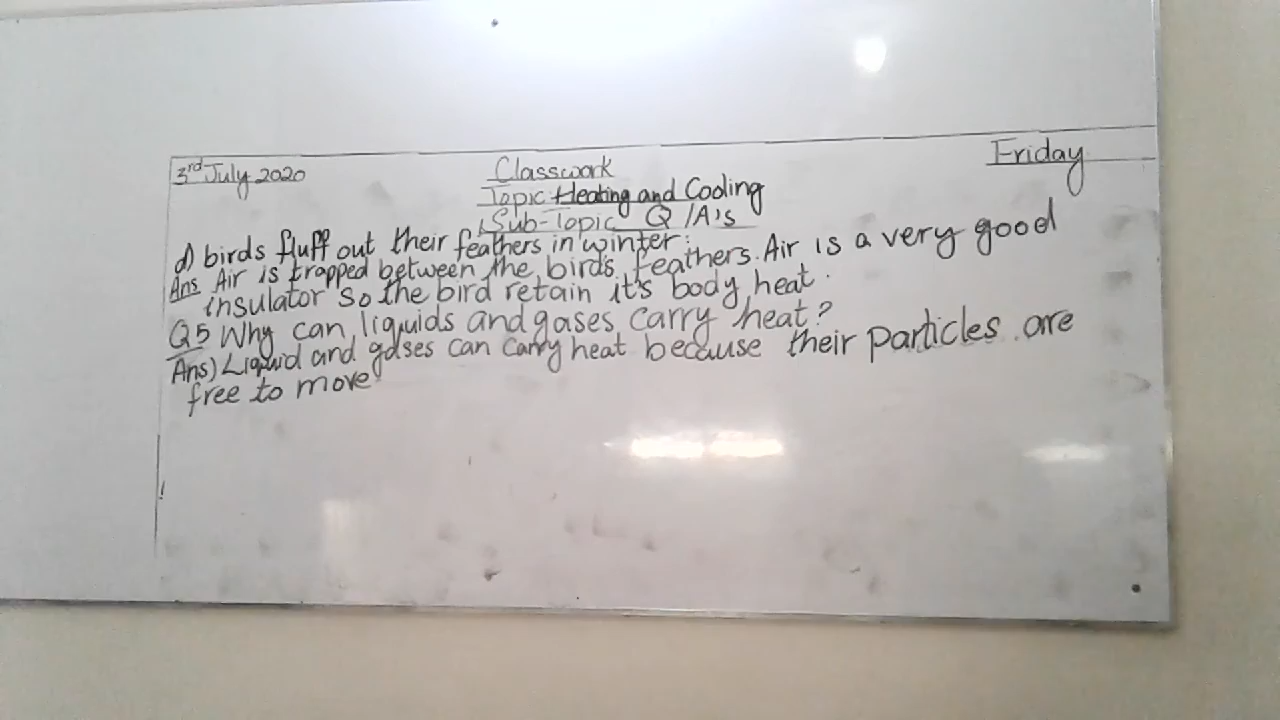 3rd July 2020 Classwork Friday
Topic Heating and Cooling
Sub-Topic Q/A's
d) birds fluff out their feathers in winter.
Ans Air is trapped between the birds feathers. Air is a very good
insulator so the bird retain it's body heat.
Q5 Why can liquids and gases carry heat?
Ans) Liquid and gases can carry heat because their particles are
free to move